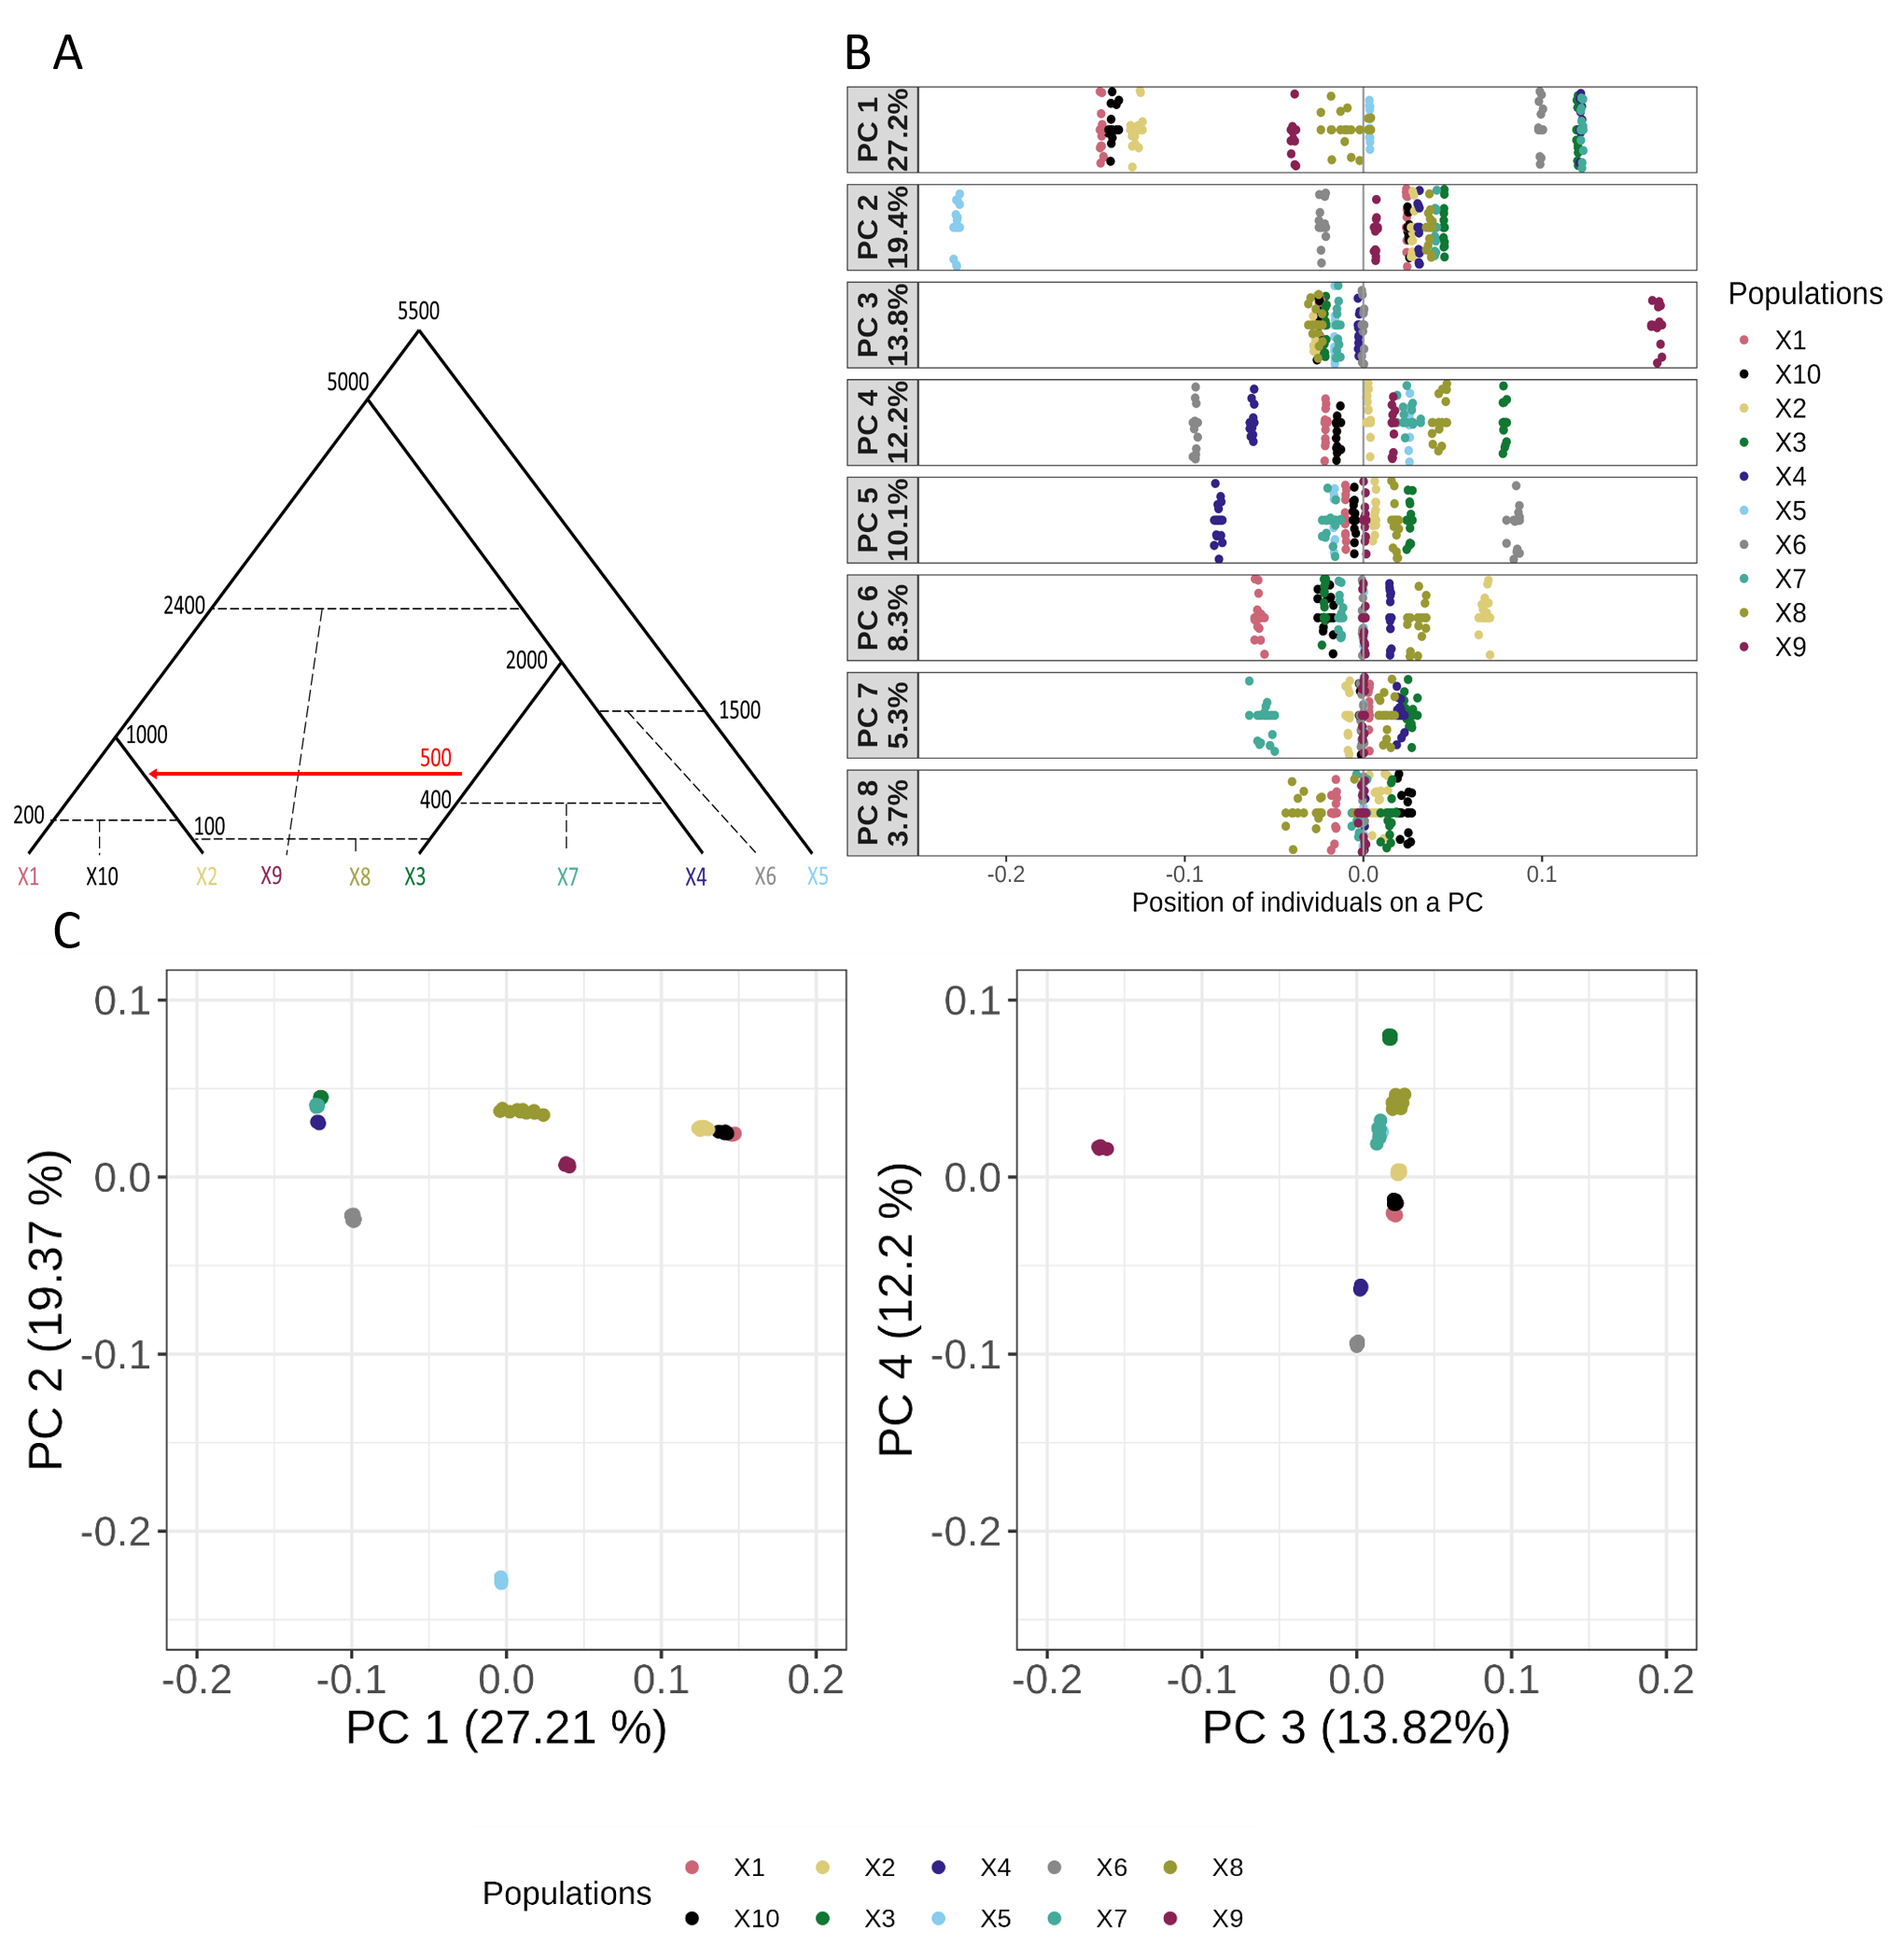 A
5500
5000
2400
2000
1500
1000
500
400
200
100
X1 X10 X2 X9 X8 X3 X7 X4 X6 X5
B
PC 1
27.2%
PC 2
19.4%
PC 3
13.8%
PC 4
12.2%
PC 5
10.1%
PC 6
8.3%
PC 7
5.3%
PC 8
3.7%
-0.2 -0.1 0.0 0.1
Position of individuals on a PC
Populations
X1
X10
X2
X3
X4
X5
X6
X7
X8
X9
C
PC 2 (19.37 %)
0.1
0.0
-0.1
-0.2
-0.2 -0.1 0.0 0.1 0.2
PC 1 (27.21 %)
PC 4 (12.2 %)
0.1
0.0
-0.1
-0.2
-0.2 -0.1 0.0 0.1 0.2
PC 3 (13.82%)
Populations
X1 X2 X4 X6 X8
X10 X3 X5 X7 X9